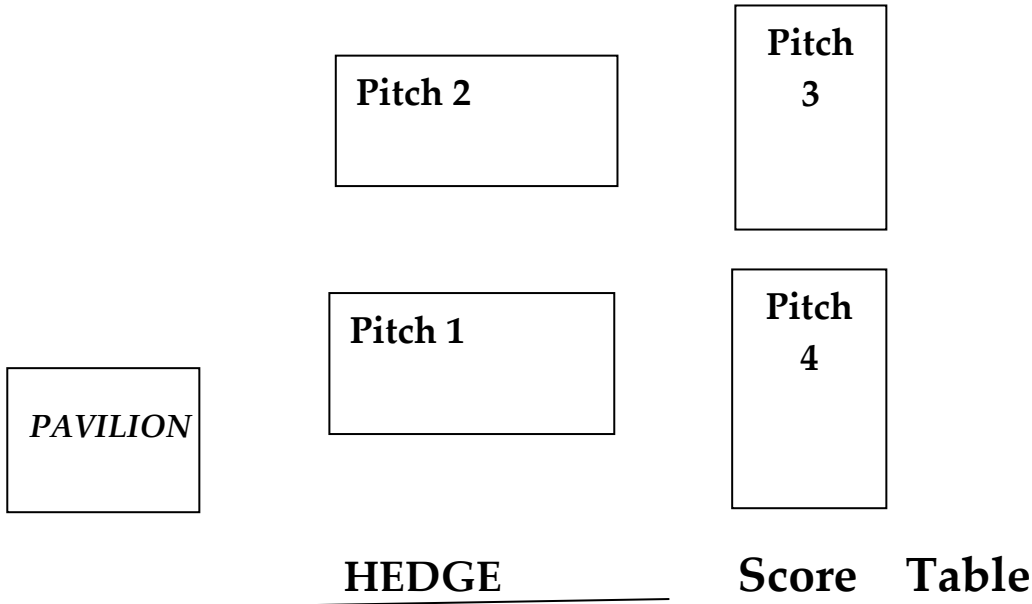 Pitch
3
Pitch 2
Pitch
4
Pitch 1
PAVILION
HEDGE Score Table